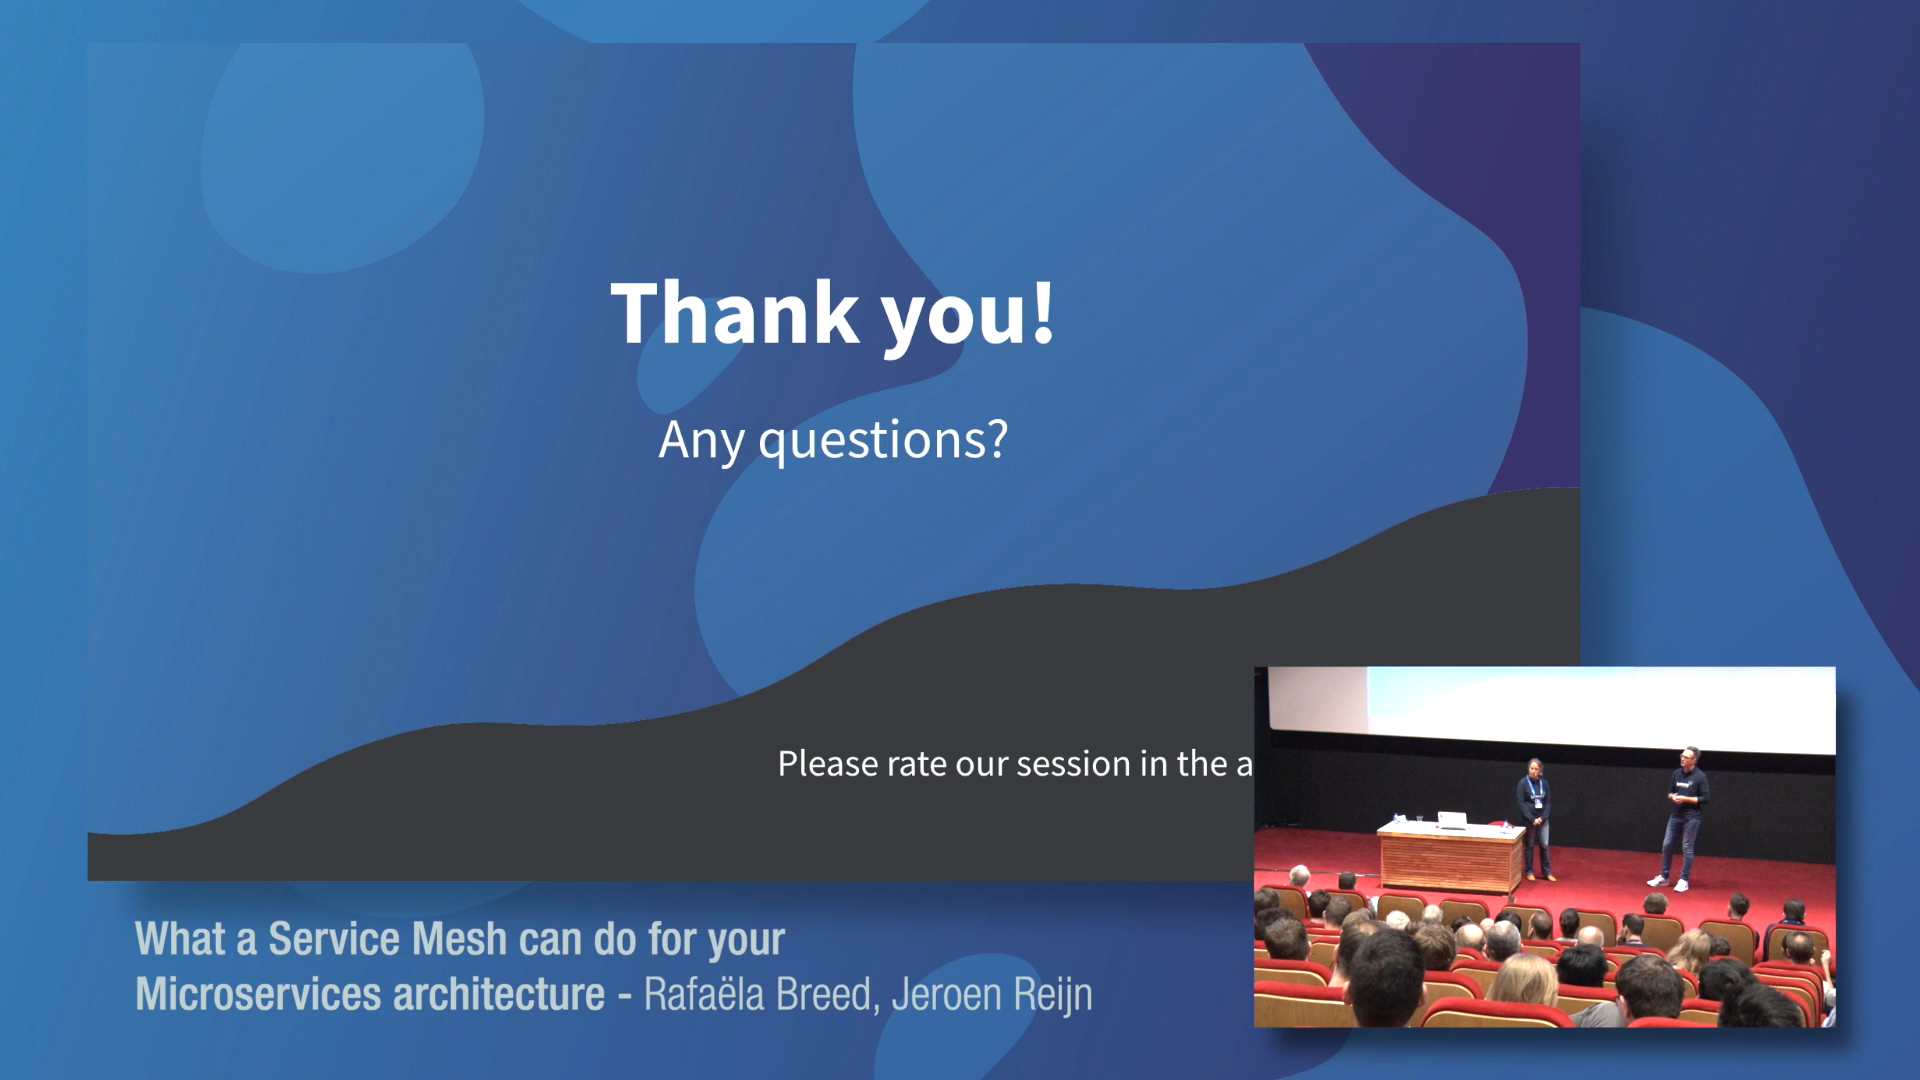 Thank you!
Any questions?
Please rate our session in the a
What a Service Mesh can do for your
Microservices architecture - Rafaëla Breed, Jeroen Reijn